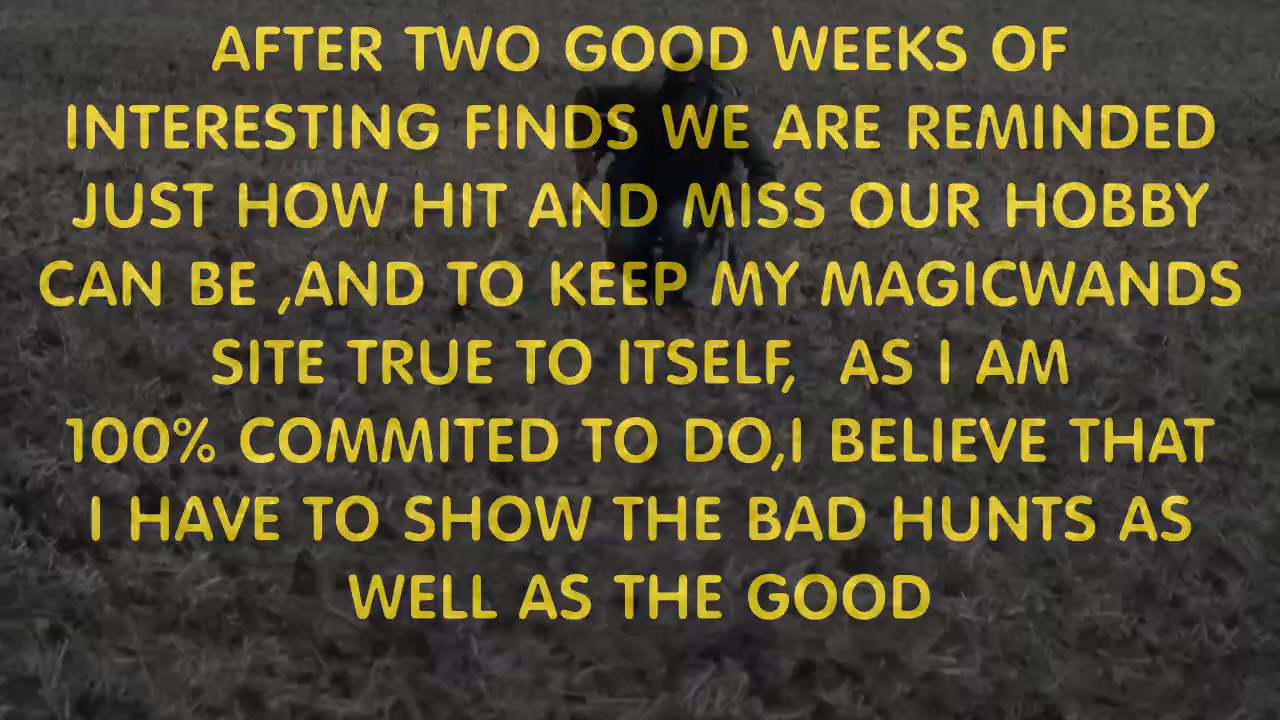 AFTER TWO GOOD WEEKS OF
INTERESTING FINDS WE ARE REMINDED
JUST HOW HIT AND MISS OUR HOBBY
CAN BE ,AND TO KEEP MY MAGICWANDS
SITE TRUE TO ITSELF,  AS I AM
100% COMMITED TO DO,I BELIEVE THAT
I HAVE TO SHOW THE BAD HUNTS AS
WELL AS THE GOOD